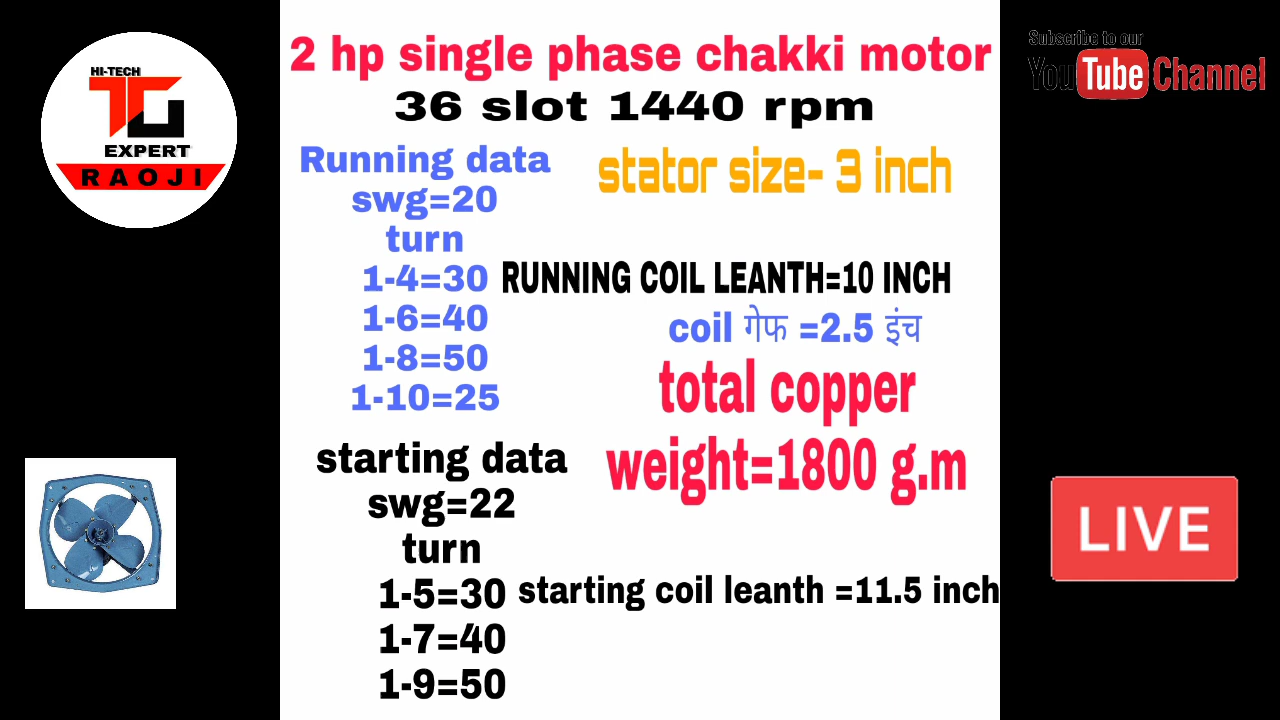 HI-TECH
TG
EXPERT
RAOJI
2 hp single phase chakki motor
36 slot 1440 rpm
Subscribe to our
YouTube Channel
Running data
stator size- 3 inch
swg=20
turn
1-4=30 RUNNING COIL LEANTH=10 INCH
1-6=40 coil गेफ =2.5 इंच
1-8=50
1-10=25
total copper
weight=1800 g.m
starting data
swg=22
turn
1-5=30 starting coil leanth =11.5 inch
1-7=40
1-9=50
LIVE